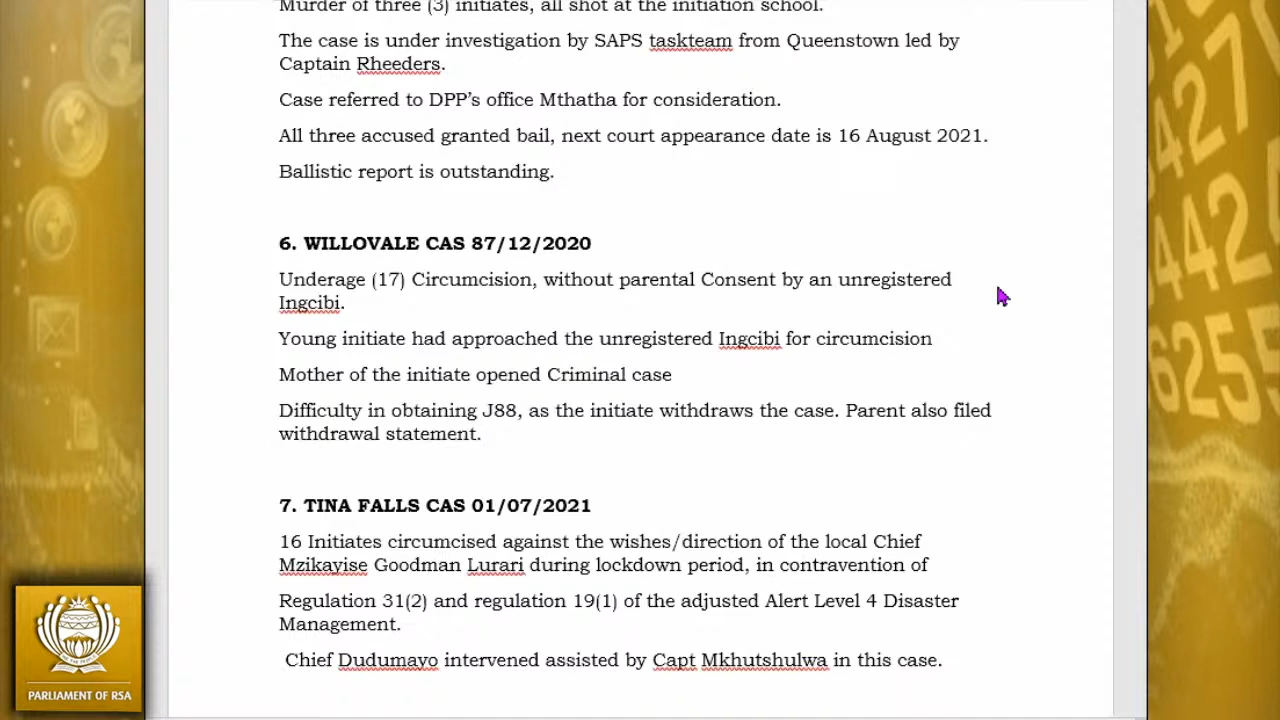 Murder of three (3) initiates, all shot at the initiation school.
The case is under investigation by SAPS taskteam from Queenstown led by
Captain Rheeders.
Case referred to DPP's office Mthatha for consideration.
All three accused granted bail, next court appearance date is 16 August 2021.
Ballistic report is outstanding.
6. WILLOVALE CAS 87/12/2020
Underage (17) Circumcision, without parental Consent by an unregistered
Ingcibi.
Young initiate had approached the unregistered Ingcibi for circumcision
Mother of the initiate opened Criminal case
Difficulty in obtaining J88, as the initiate withdraws the case. Parent also filed
withdrawal statement.
7. TINA FALLS CAS 01/07/2021
16 Initiates circumcised against the wishes/direction of the local Chief
Mzikayise Goodman Lurari during lockdown period, in contravention of
Regulation 31(2) and regulation 19(1) of the adjusted Alert Level 4 Disaster
Management.
Chief Dudumayo intervened assisted by Capt Mkhutshulwa in this case.
PARLIAMENT OF RSA